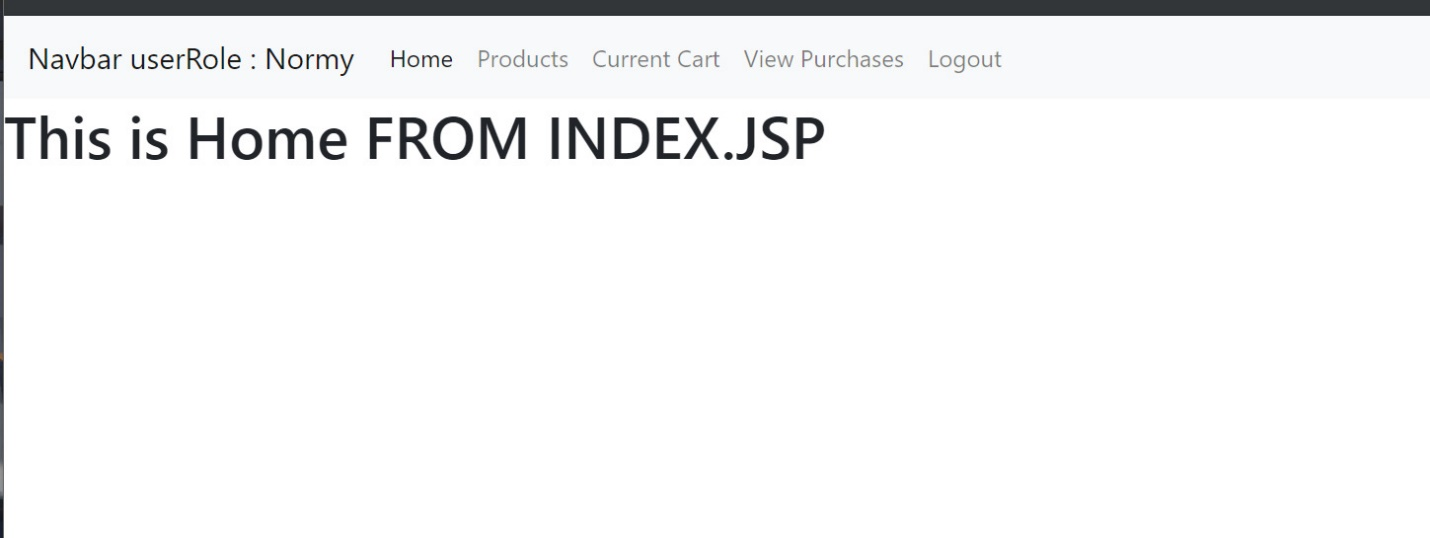 Navbar userRole : Normy Home Products Current Cart View Purchases Logout
This is Home FROM INDEX.JSP